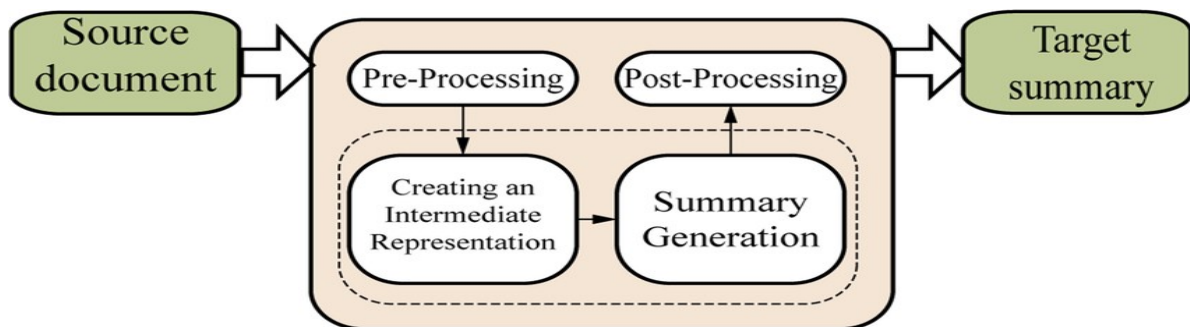 Source
document
Pre-Processing
Creating an
Intermediate
Representation
Summary
Generation
Post-Processing
Target
summary